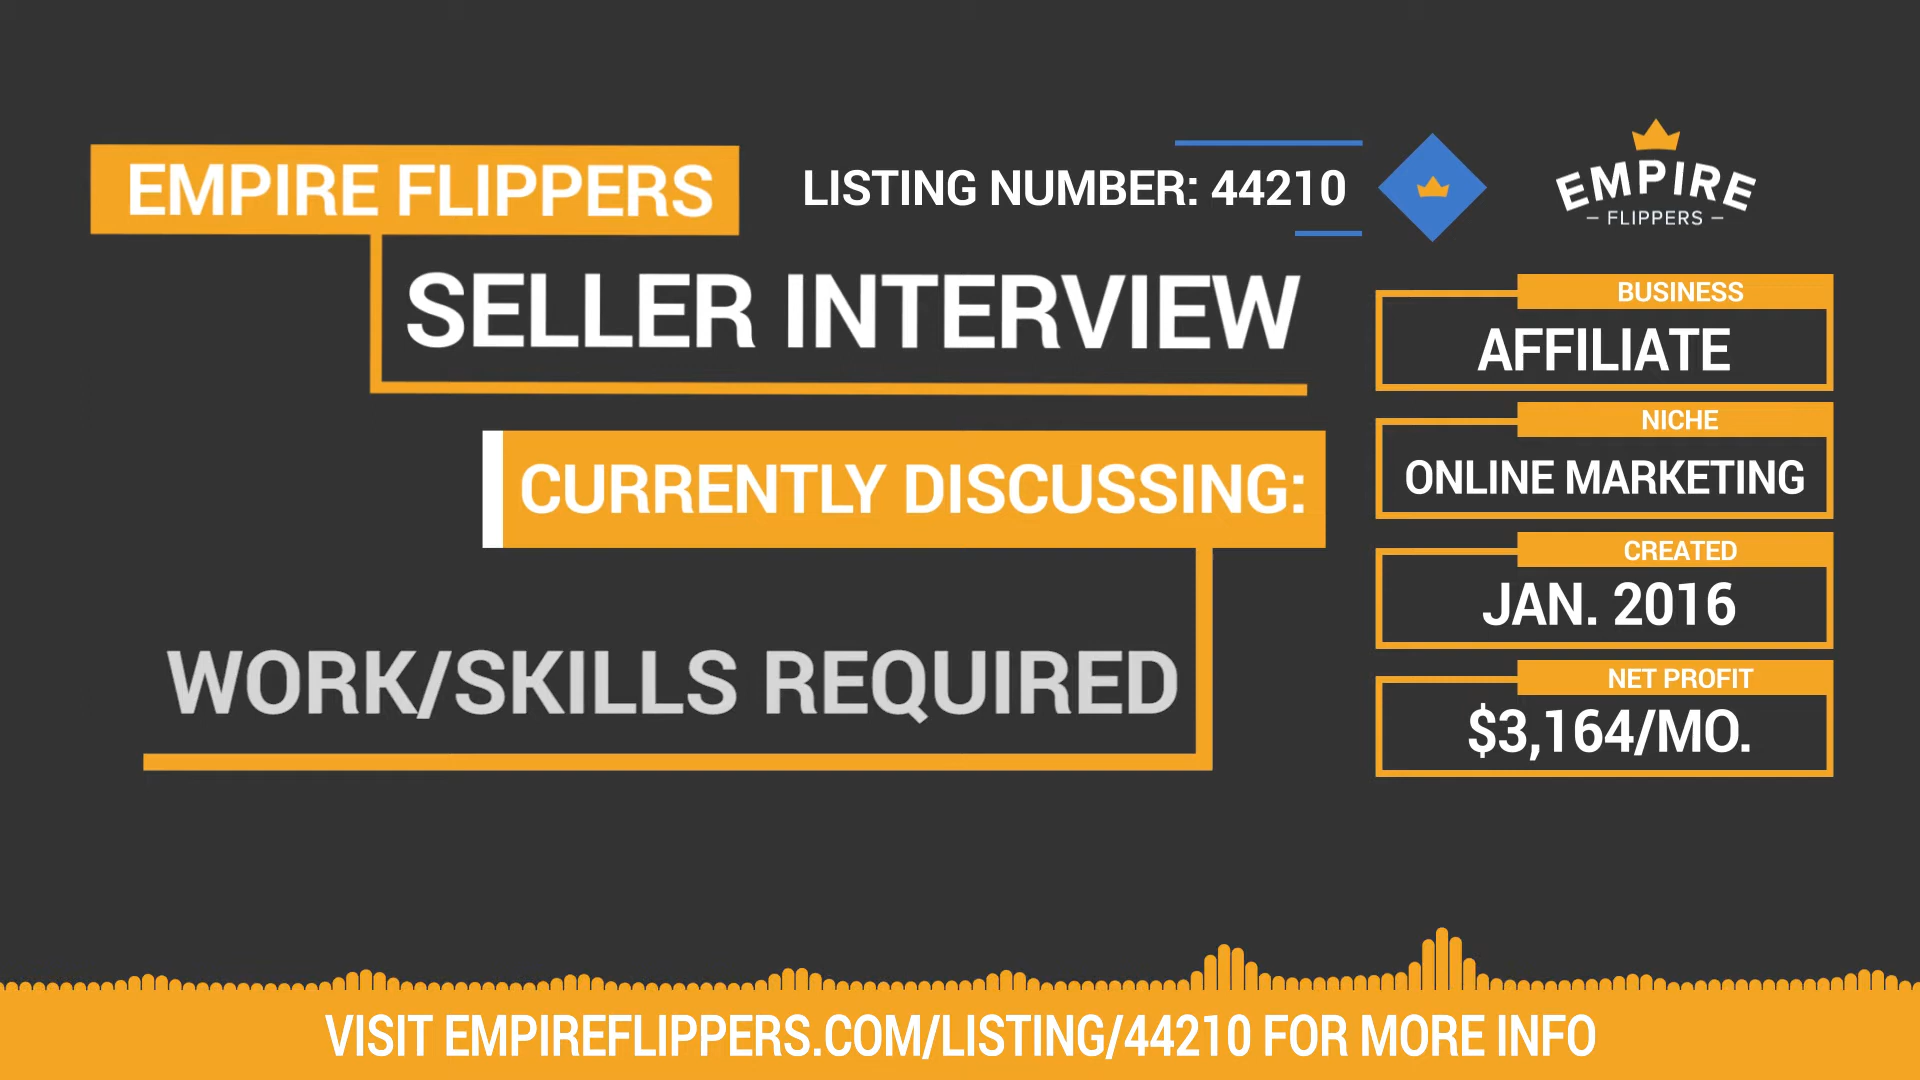 EMPIRE FLIPPERS
LISTING NUMBER: 44210
EMPIRE
FLIPPERS
SELLER INTERVIEW
CURRENTLY DISCUSSING:
WORK/SKILLS REQUIRED
BUSINESS
AFFILIATE
NICHE
ONLINE MARKETING
CREATED
JAN. 2016
NET PROFIT
$3,164/MO.
VISIT EMPIREFLIPPERS.COM/LISTING/44210 FOR MORE INFO